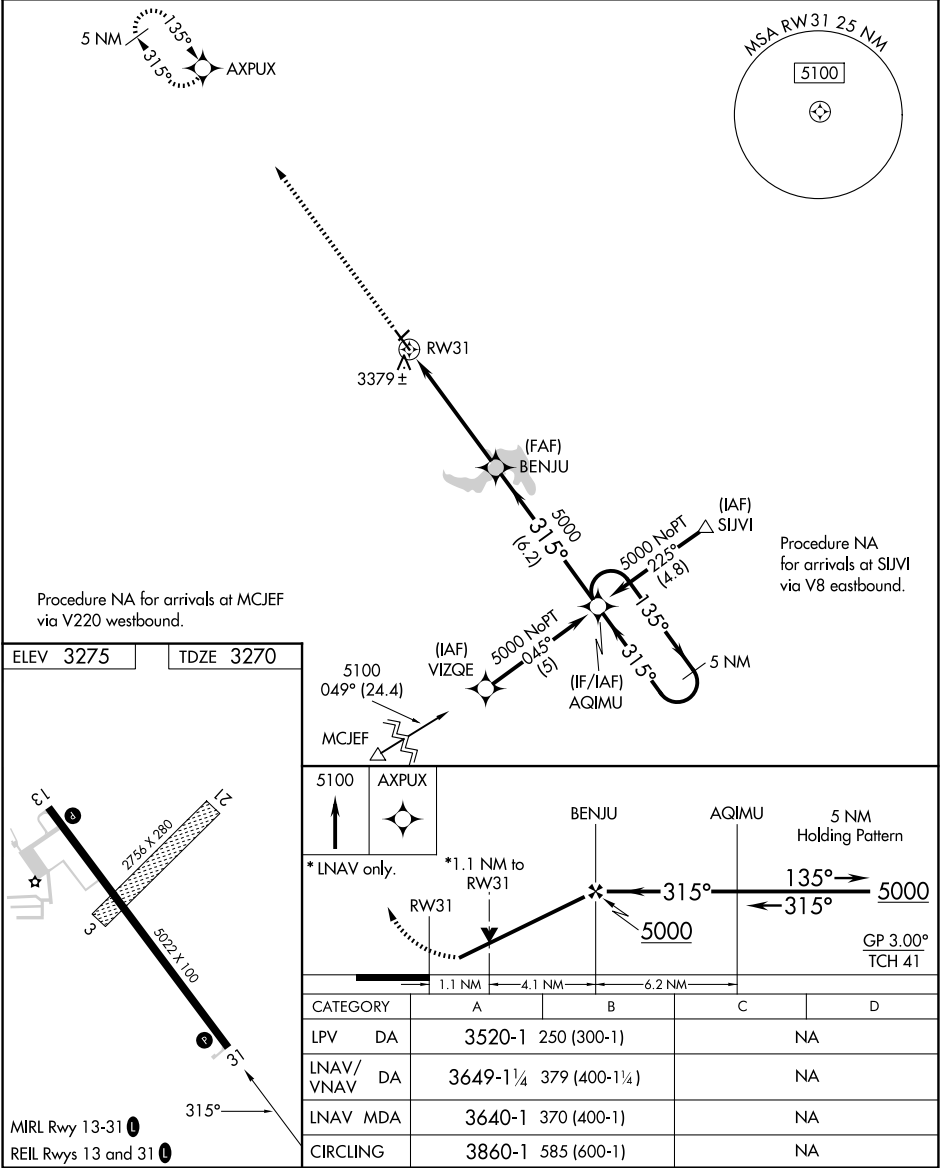 5 NM
135°
315°
AXPUX
MSA RW31 25 NM
5100
RW31
3379 ±
(FAF)
BENJU
5000
315°
(6.2)
(IAF)
SIJVI
5000 NoPT
225°
(4.8)
Procedure NA
for arrivals at SIJVI
via V8 eastbound.
135°
315°
5 NM
(IF/IAF)
AQIMU
(IAF)
VIZQE
5000 NoPT
045°
(5)
5100
049° (24.4)
MCJEF
Procedure NA for arrivals at MCJEF
via V220 westbound.
ELEV 3275
TDZE 3270
13
21
P
2756 X 280
3
5022 X 100
P
31
315°
MIRL Rwy 13-31 L
REIL Rwys 13 and 31 L
5100
AXPUX
* LNAV only.
*1.1 NM to
RW31
RW31
BENJU
AQIMU
5 NM
Holding Pattern
315°
135°
315°
5000
5000
GP 3.00°
TCH 41
1.1 NM
4.1 NM
6.2 NM
CATEGORY A B C D
LPV DA 3520-1 250 (300-1) NA
LNAV/
VNAV DA 3649-1¼ 379 (400-1¼) NA
LNAV MDA 3640-1 370 (400-1) NA
CIRCLING 3860-1 585 (600-1) NA